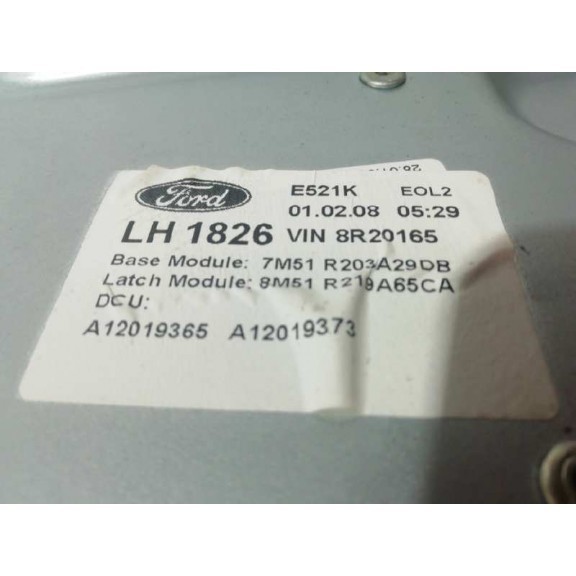 Ford E521K EOL2
01.02.08 05:29
LH 1826 VIN 8R20165
Base Module: 7M51 R203A29DB
Latch Module: 8M51 R219A65CA
DCU:
A12019365 A12019373